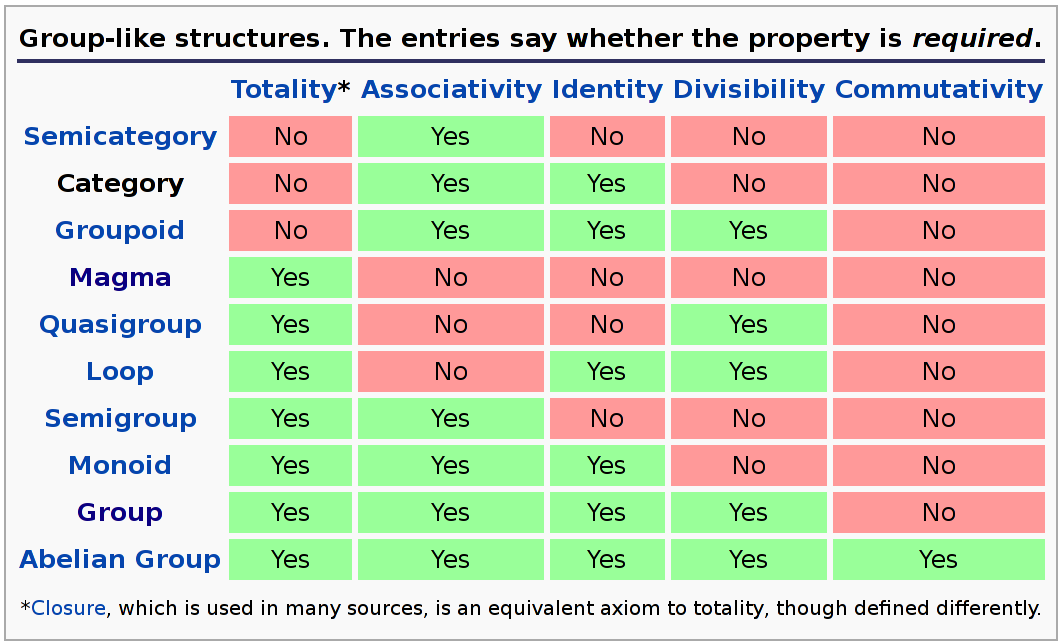 Group-like structures. The entries say whether the property is required.
Totality* Associativity Identity Divisibility Commutativity
Semicategory No Yes No No No
Category No Yes Yes No No
Groupoid No Yes Yes Yes No
Magma Yes No No No No
Quasigroup Yes No No Yes No
Loop Yes No Yes Yes No
Semigroup Yes Yes No No No
Monoid Yes Yes Yes No No
Group Yes Yes Yes Yes No
Abelian Group Yes Yes Yes Yes Yes
*Closure, which is used in many sources, is an equivalent axiom to totality, though defined differently.